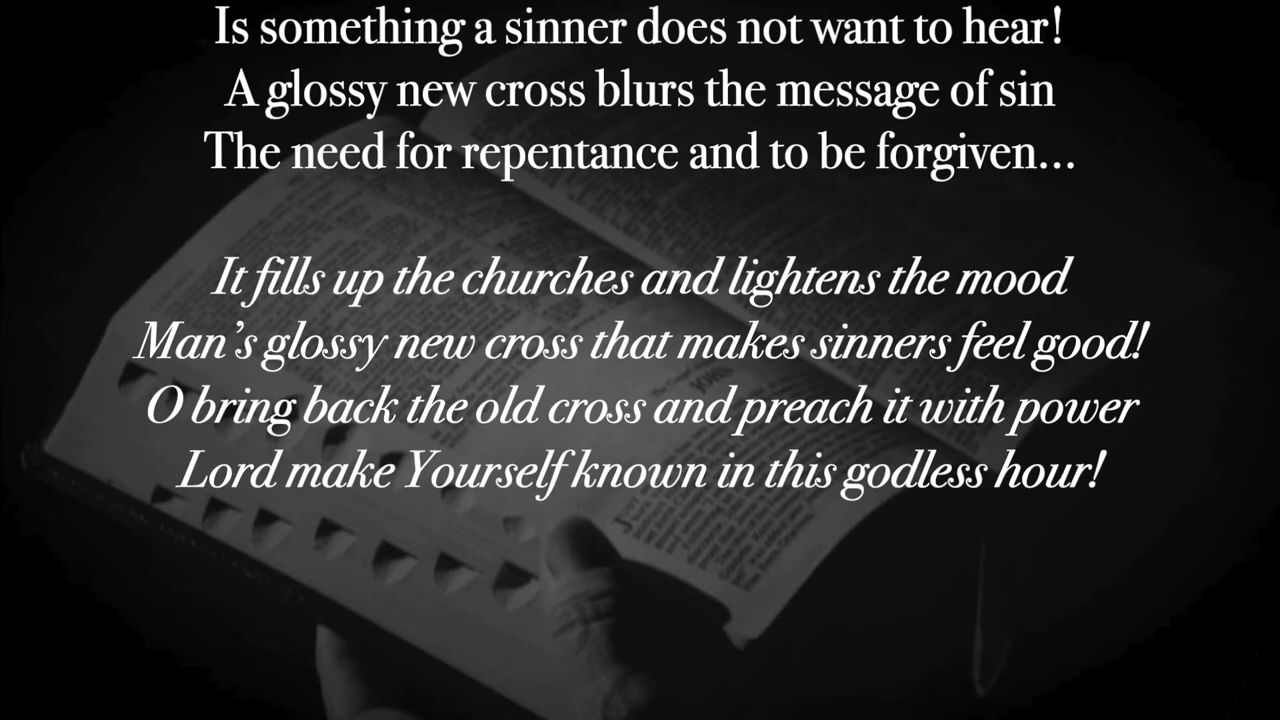 Is something a sinner does not want to hear!
A glossy new cross blurs the message of sin
The need for repentance and to be forgiven...
It fills up the churches and lightens the mood
Man's glossy new cross that makes sinners feel good!
O bring back the old cross and preach it with power
Lord make Yourself known in this godless hour!